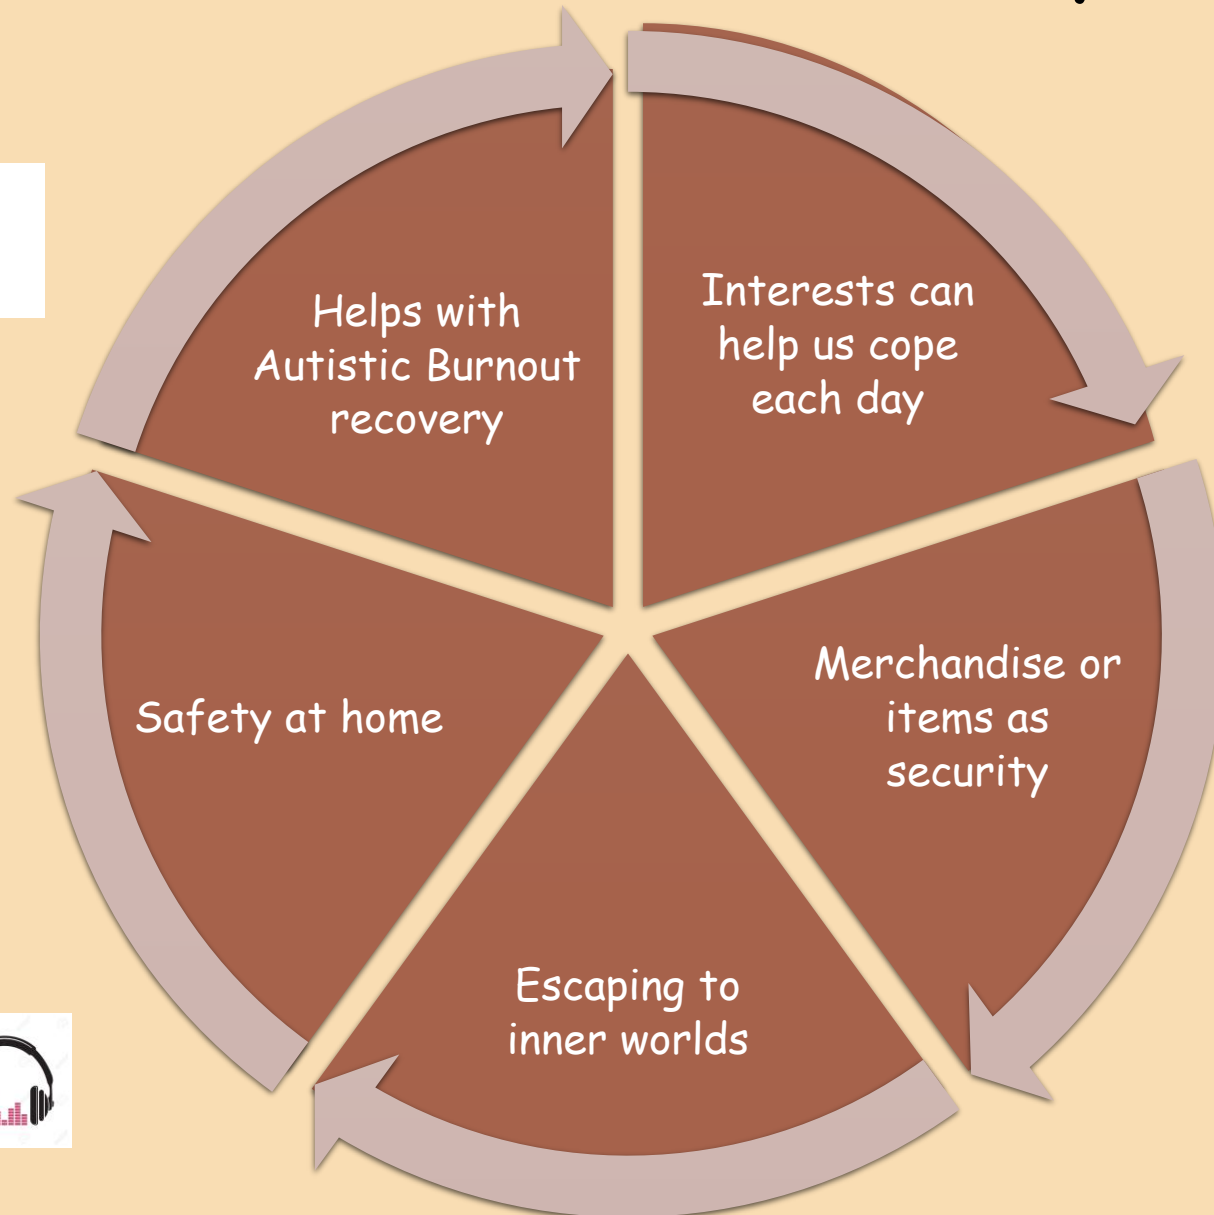 Interests can
help us cope
each day
Merchandise or
items as
security
Escaping to
inner worlds
Safety at home
Helps with
Autistic Burnout
recovery